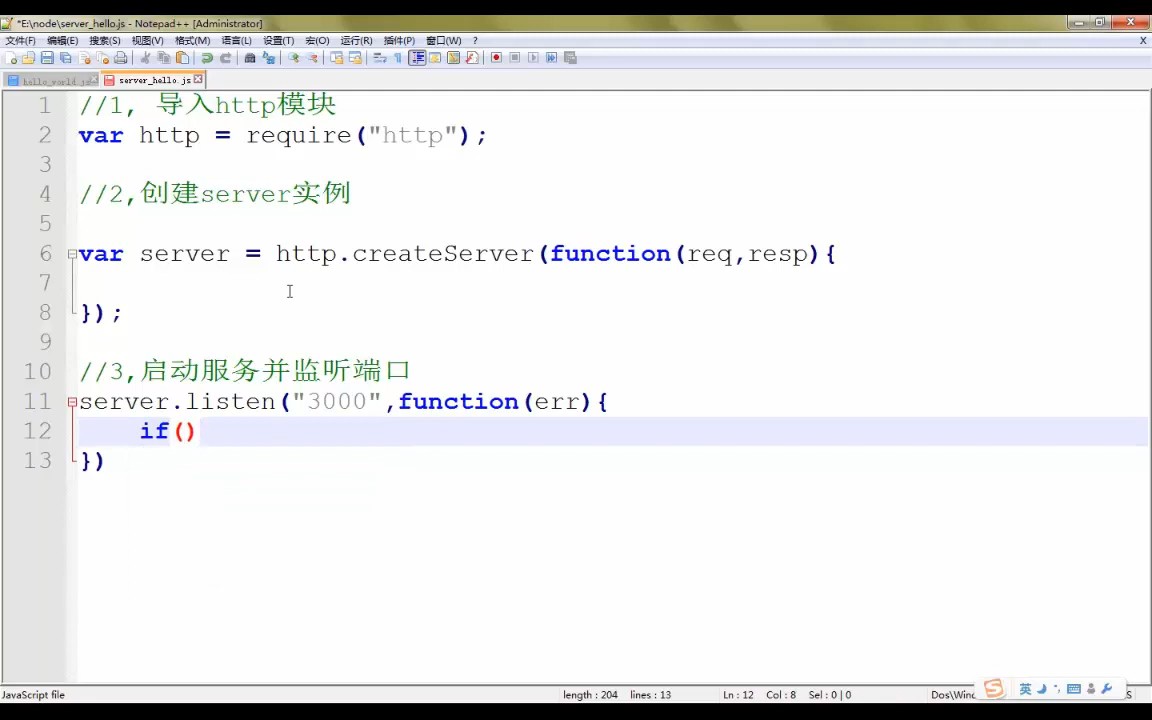 *E:\node\server_hello.js - Notepad++ [Administrator]
文件(F) 编辑(E) 搜索(S) 视图(V) 格式(M) 语言(L) 设置(T) 宏(O) 运行(R) 插件(P) 窗口(W) ? X
hello_world.js server_hello.js
1 //1, 导入http模块
2 var http = require("http");
3
4 //2,创建server实例
5
6 var server = http.createServer(function(req,resp){
7
8 });
9
10 //3,启动服务并监听端口
11 server.listen("3000",function(err){
12 if()
13 })
JavaScript file length : 204 lines : 13 Ln : 12 Col : 8 Sel : 0 | 0 Dos\Wind S
英